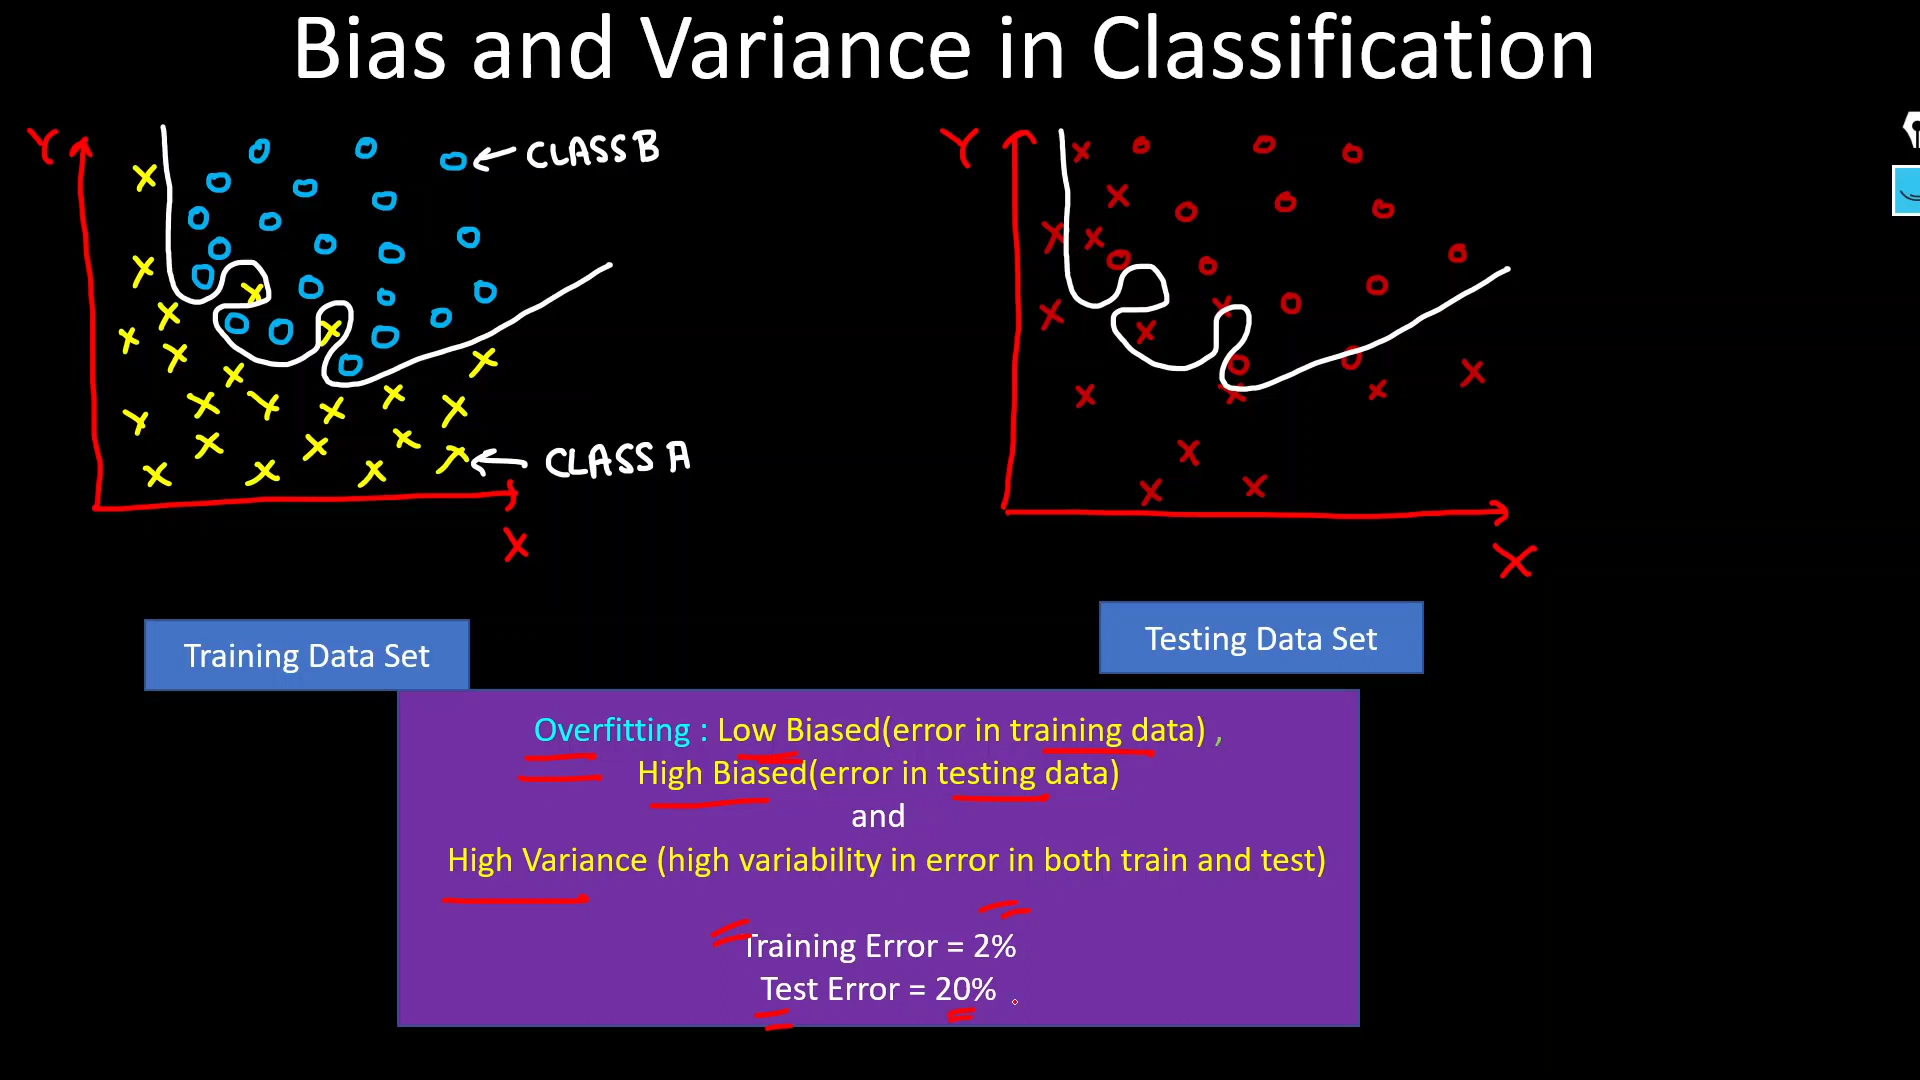 Bias and Variance in Classification
Y
CLASS B
CLASS A
X
Y
X
Training Data Set
Testing Data Set
Overfitting : Low Biased(error in training data) ,
High Biased(error in testing data)
and
High Variance (high variability in error in both train and test)
Training Error = 2%
Test Error = 20%